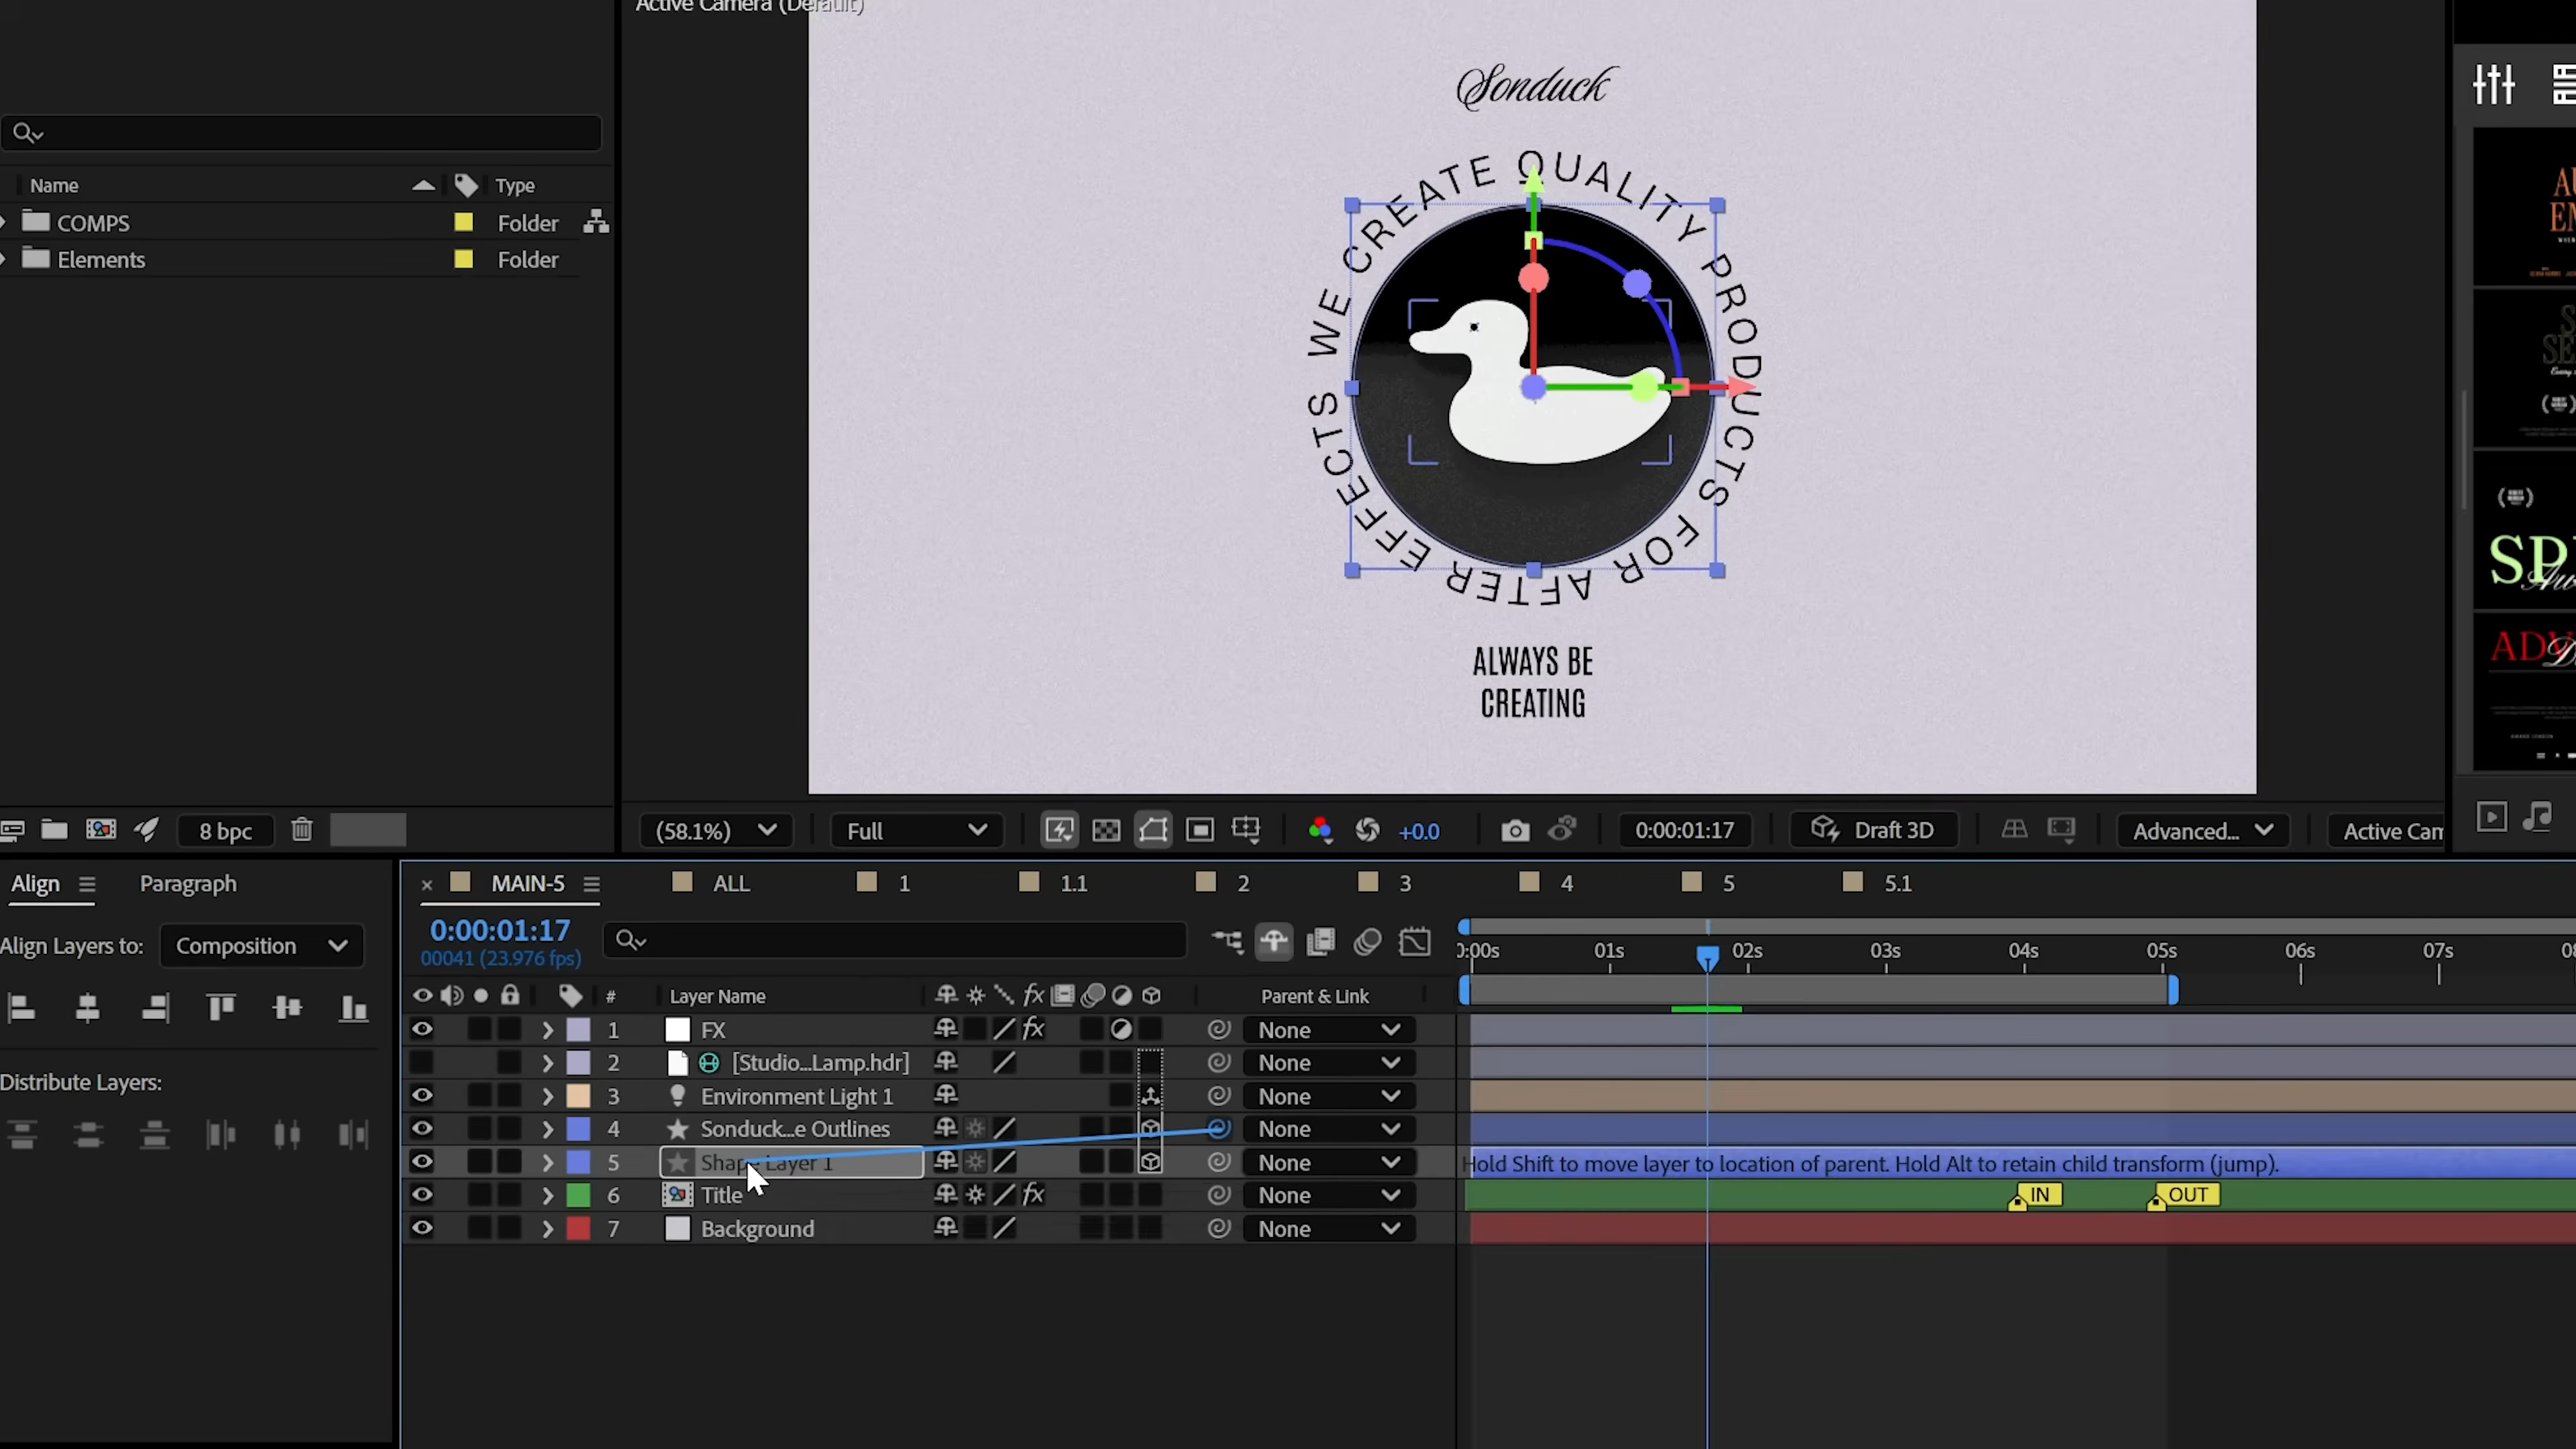 Active Camera (Default)
Sonduck
WE CREATE QUALITY PRODUCTS FOR AFTER EFFECTS
ALWAYS BE
CREATING
Name Type
COMPS Folder
Elements Folder
8 bpc
(58.1%) Full +0.0 0:00:01:17 Draft 3D Advanced... Active Cam
Align Paragraph
Align Layers to: Composition
Distribute Layers:
MAIN-5 ALL 1 1.1 2 3 4 5 5.1
0:00:01:17
00041 (23.976 fps)
0:00s 01s 02s 03s 04s 05s 06s 07s
# Layer Name fx Parent & Link
1 FX fx None
2 [Studio...Lamp.hdr] None
3 Environment Light 1 None
4 Sonduck...e Outlines None
5 Shape Layer 1 None Hold Shift to move layer to location of parent. Hold Alt to retain child transform (jump).
6 Title fx None IN OUT
7 Background None